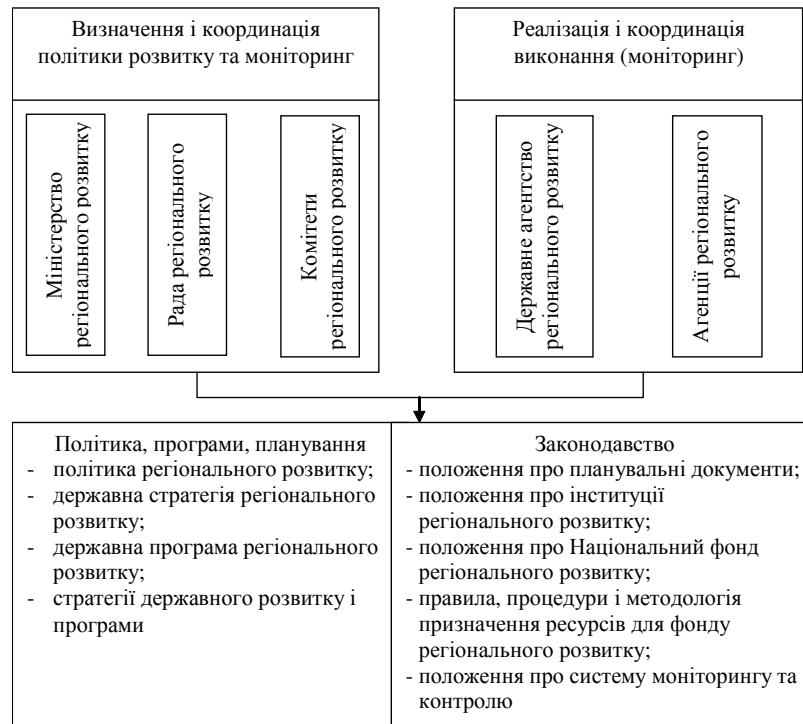 Визначення і координація
політики розвитку та моніторинг
Міністерство
регіонального розвитку
Рада регіонального
розвитку
Комітети
регіонального розвитку
Реалізація і координація
виконання (моніторинг)
Державне агентство
регіонального розвитку
Агенції регіонального
розвитку
Політика, програми, планування
- політика регіонального розвитку;
- державна стратегія регіонального
розвитку;
- державна програма регіонального
розвитку;
- стратегії державного розвитку і
програми
Законодавство
- положення про планувальні документи;
- положення про інституції
регіонального розвитку;
- положення про Національний фонд
регіонального розвитку;
- правила, процедури і методологія
призначення ресурсів для фонду
регіонального розвитку;
- положення про систему моніторингу та
контролю